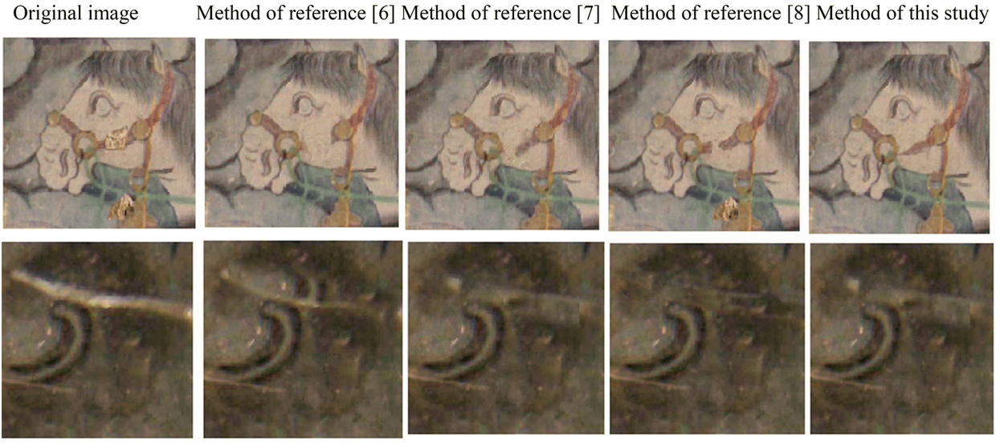 Original image Method of reference [6] Method of reference [7] Method of reference [8] Method of this study